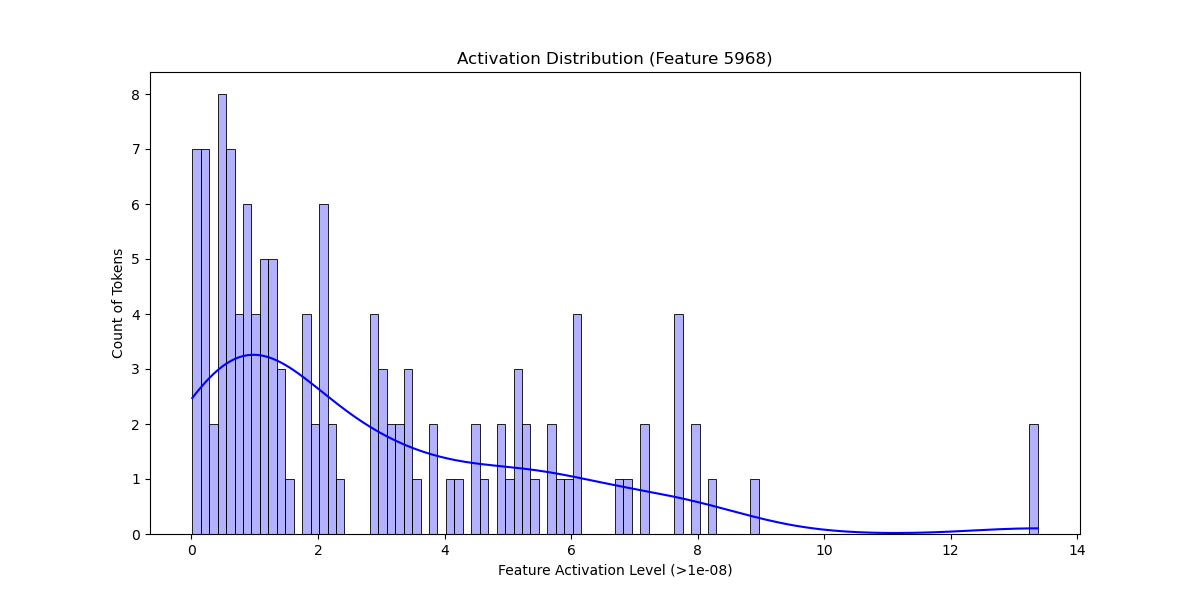 Activation Distribution (Feature 5968)
8
7
6
5
4
3
2
1
0
Count of Tokens
0 2 4 6 8 10 12 14
Feature Activation Level (>1e-08)